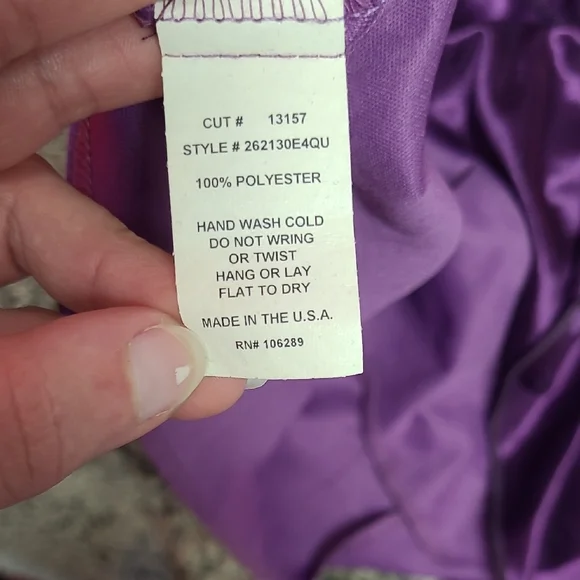 CUT # 13157
STYLE # 262130E4QU
100% POLYESTER
HAND WASH COLD
DO NOT WRING
OR TWIST
HANG OR LAY
FLAT TO DRY
MADE IN THE U.S.A.
RN# 106289